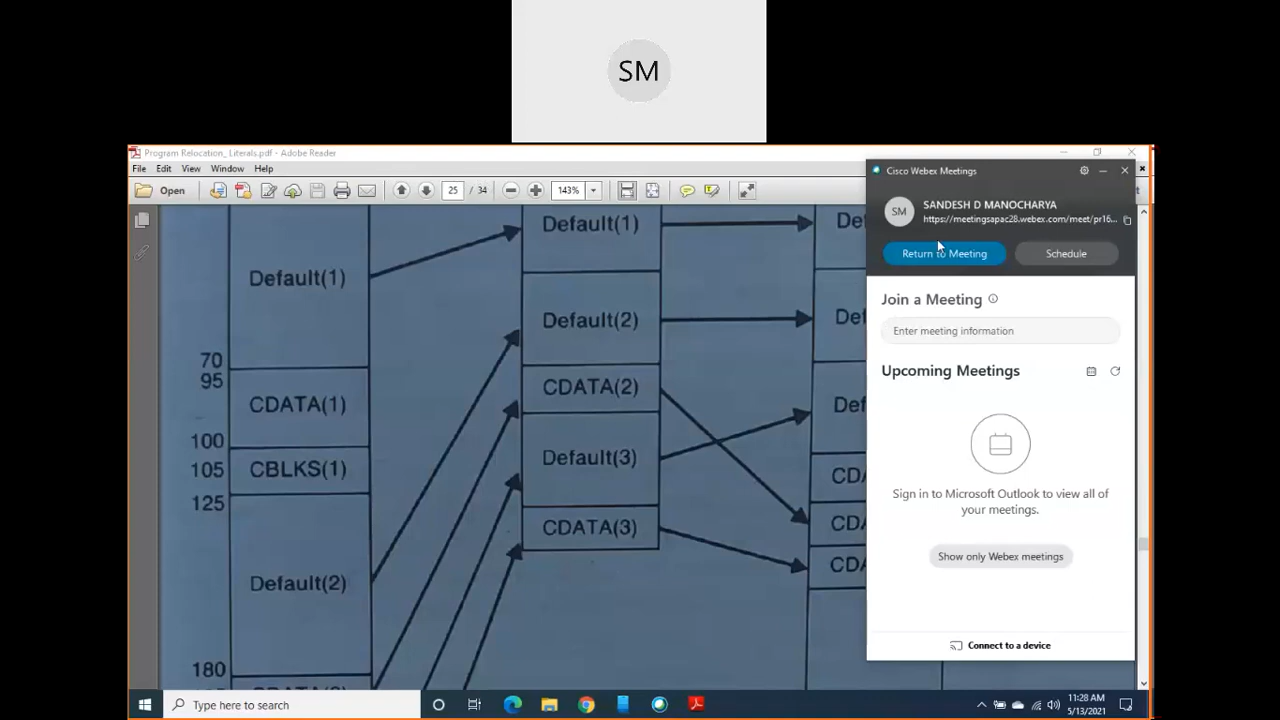 SM
Program Relocation_ Literals.pdf - Adobe Reader
File Edit View Window Help
Open 25 / 34 143%
Cisco Webex Meetings
SM SANDESH D MANOCHARYA
https://meetingsapac28.webex.com/meet/pr16...
Return to Meeting Schedule
Join a Meeting
Enter meeting information
Upcoming Meetings
Sign in to Microsoft Outlook to view all of
your meetings.
Show only Webex meetings
Connect to a device
Default(1)
70
95
CDATA(1)
100
105 CBLKS(1)
125
Default(2)
180
Default(1)
Default(2)
CDATA(2)
Default(3)
CDATA(3)
Type here to search
11:28 AM
5/13/2021